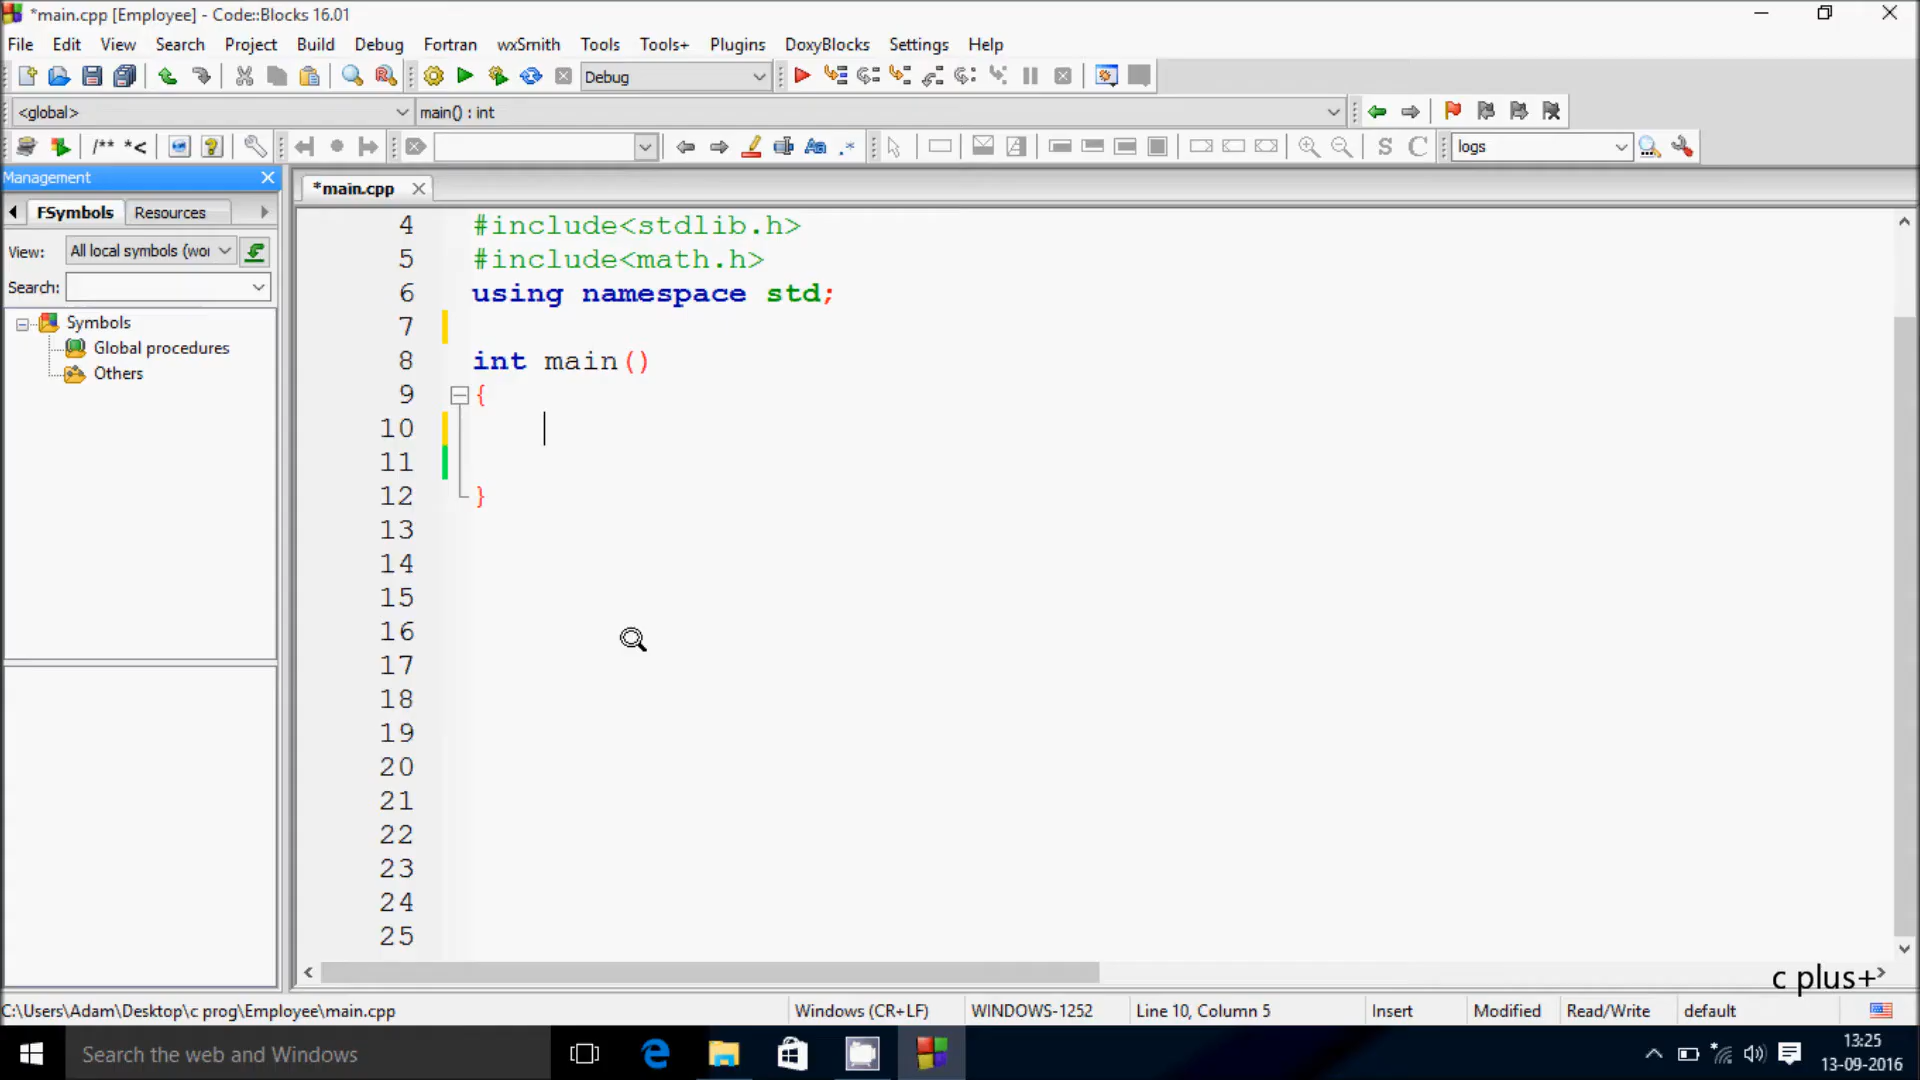 *main.cpp [Employee] - Code::Blocks 16.01
File Edit View Search Project Build Debug Fortran wxSmith Tools Tools+ Plugins DoxyBlocks Settings Help
Debug
<global> main() : int
/** *< .* S C logs
Management
*main.cpp
FSymbols Resources
View: All local symbols (wor
Search:
Symbols
Global procedures
Others
4 #include<stdlib.h>
5 #include<math.h>
6 using namespace std;
7
8 int main()
9 {
10
11
12 }
13
14
15
16
17
18
19
20
21
22
23
24
25
c plus+
C:\Users\Adam\Desktop\c prog\Employee\main.cpp Windows (CR+LF) WINDOWS-1252 Line 10, Column 5 Insert Modified Read/Write default
Search the web and Windows
13:25
13-09-2016